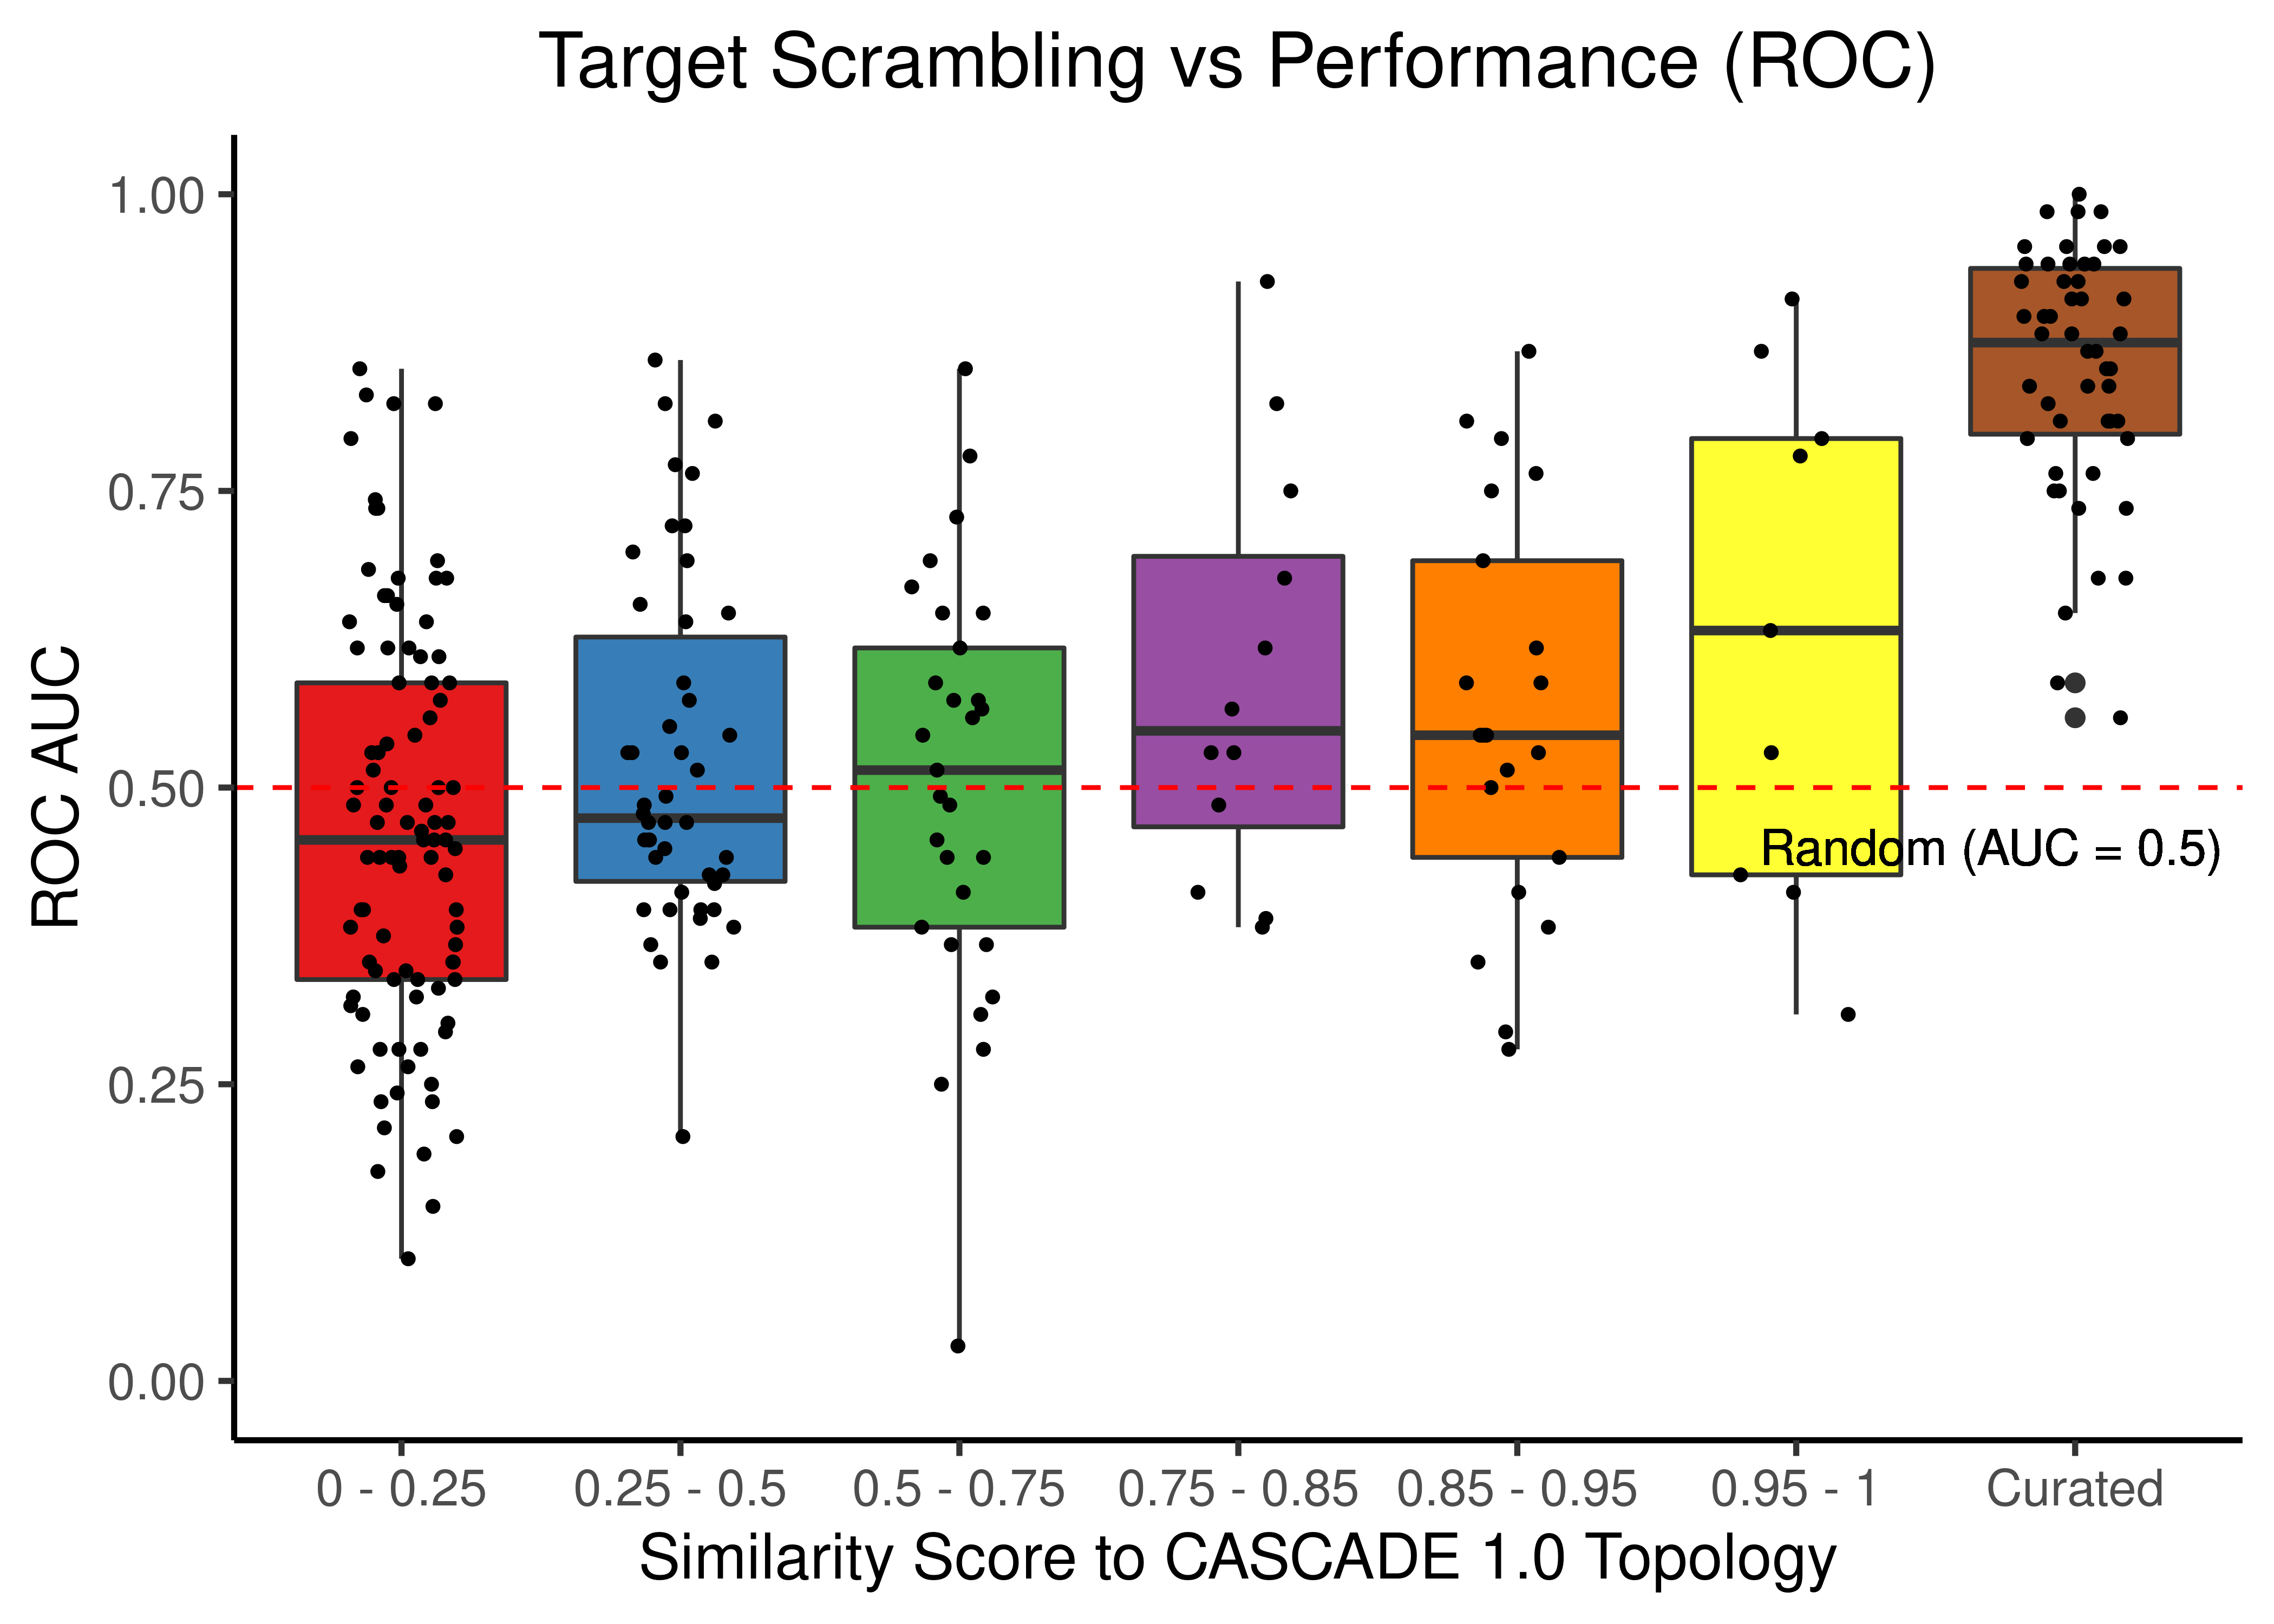 Target Scrambling vs Performance (ROC)
ROC AUC
1.00
0.75
0.50
0.25
0.00
Random (AUC = 0.5)
0 - 0.25
0.25 - 0.5
0.5 - 0.75
0.75 - 0.85
0.85 - 0.95
0.95 - 1
Curated
Similarity Score to CASCADE 1.0 Topology